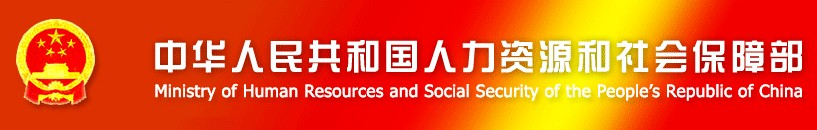 中华人民共和国人力资源和社会保障部
Ministry of Human Resources and Social Security of the People's Republic of China